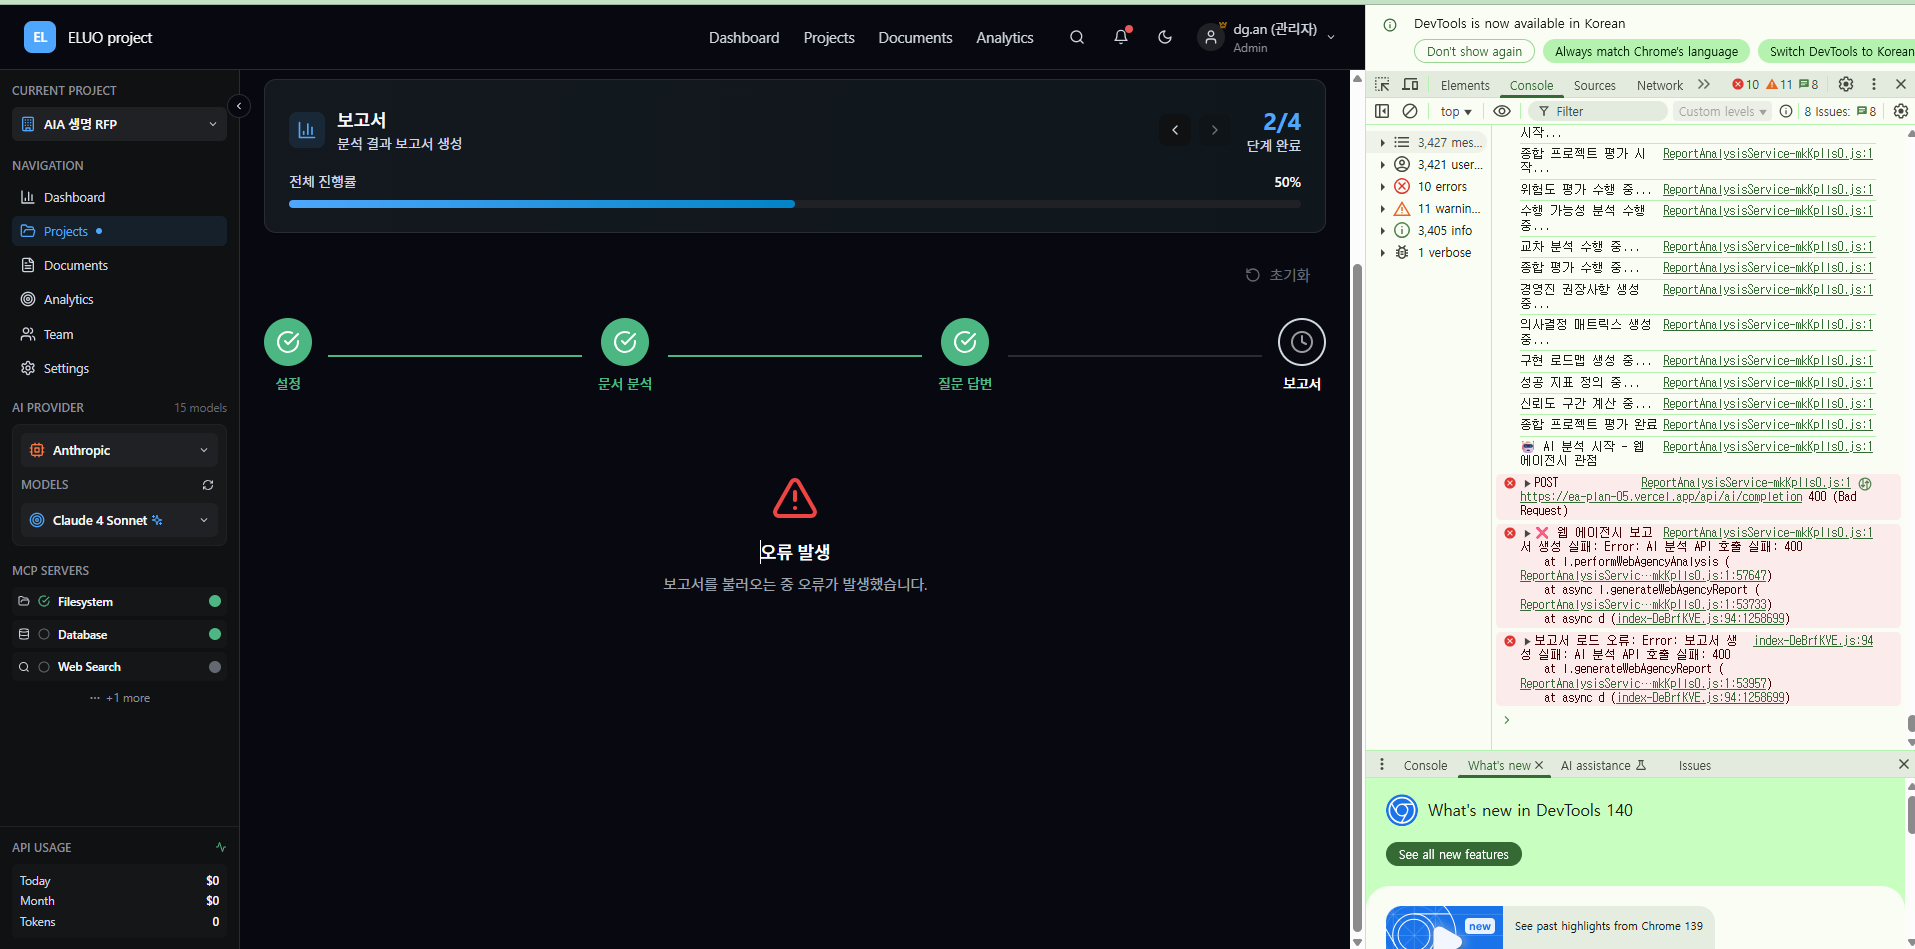 EL
ELUO project
Dashboard
Projects
Documents
Analytics
dg.an (관리자)
Admin
CURRENT PROJECT
AIA 생명 RFP
NAVIGATION
Dashboard
Projects
Documents
Analytics
Team
Settings
AI PROVIDER
15 models
Anthropic
MODELS
Claude 4 Sonnet
MCP SERVERS
Filesystem
Database
Web Search
··· +1 more
API USAGE
Today $0
Month $0
Tokens 0
보고서
분석 결과 보고서 생성
2/4
단계 완료
전체 진행률
50%
초기화
설정
문서 분석
질문 답변
보고서
오류 발생
보고서를 불러오는 중 오류가 발생했습니다.
DevTools is now available in Korean
Don't show again
Always match Chrome's language
Switch DevTools to Korean
Elements
Console
Sources
Network
10
11
8
top
Filter
Custom levels
8 Issues:
8
3,427 mes...
3,421 user...
10 errors
11 warnin...
3,405 info
1 verbose
시작...
종합 프로젝트 평가 시 ReportAnalysisService-mkKpIIsO.js:1
작...
위험도 평가 수행 중... ReportAnalysisService-mkKpIIsO.js:1
수행 가능성 분석 수행 ReportAnalysisService-mkKpIIsO.js:1
중...
교차 분석 수행 중... ReportAnalysisService-mkKpIIsO.js:1
종합 평가 수행 중... ReportAnalysisService-mkKpIIsO.js:1
경영진 권장사항 생성 ReportAnalysisService-mkKpIIsO.js:1
중...
의사결정 매트릭스 생성 ReportAnalysisService-mkKpIIsO.js:1
중...
구현 로드맵 생성 중... ReportAnalysisService-mkKpIIsO.js:1
성공 지표 정의 중... ReportAnalysisService-mkKpIIsO.js:1
신뢰도 구간 계산 중... ReportAnalysisService-mkKpIIsO.js:1
종합 프로젝트 평가 완료 ReportAnalysisService-mkKpIIsO.js:1
🤖 AI 분석 시작 - 웹 ReportAnalysisService-mkKpIIsO.js:1
에이전시 관점
POST ReportAnalysisService-mkKpIIsO.js:1
https://ea-plan-05.vercel.app/api/ai/completion 400 (Bad
Request)
❌ 웹 에이전시 보고 ReportAnalysisService-mkKpIIsO.js:1
서 생성 실패: Error: AI 분석 API 호출 실패: 400
at I.performWebAgencyAnalysis (
ReportAnalysisServic…mkKpIIsO.js:1:57647)
at async I.generateWebAgencyReport (
ReportAnalysisServic…mkKpIIsO.js:1:53733)
at async d (index-DeBrfKVE.js:94:1258699)
보고서 로드 오류: Error: 보고서 생 index-DeBrfKVE.js:94
성 실패: AI 분석 API 호출 실패: 400
at I.generateWebAgencyReport (
ReportAnalysisServic…mkKpIIsO.js:1:53957)
at async d (index-DeBrfKVE.js:94:1258699)
Console
What's new
AI assistance
Issues
What's new in DevTools 140
See all new features
new
See past highlights from Chrome 139